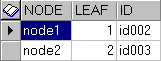 NODE LEAF ID
node1 1 id002
node2 2 id003